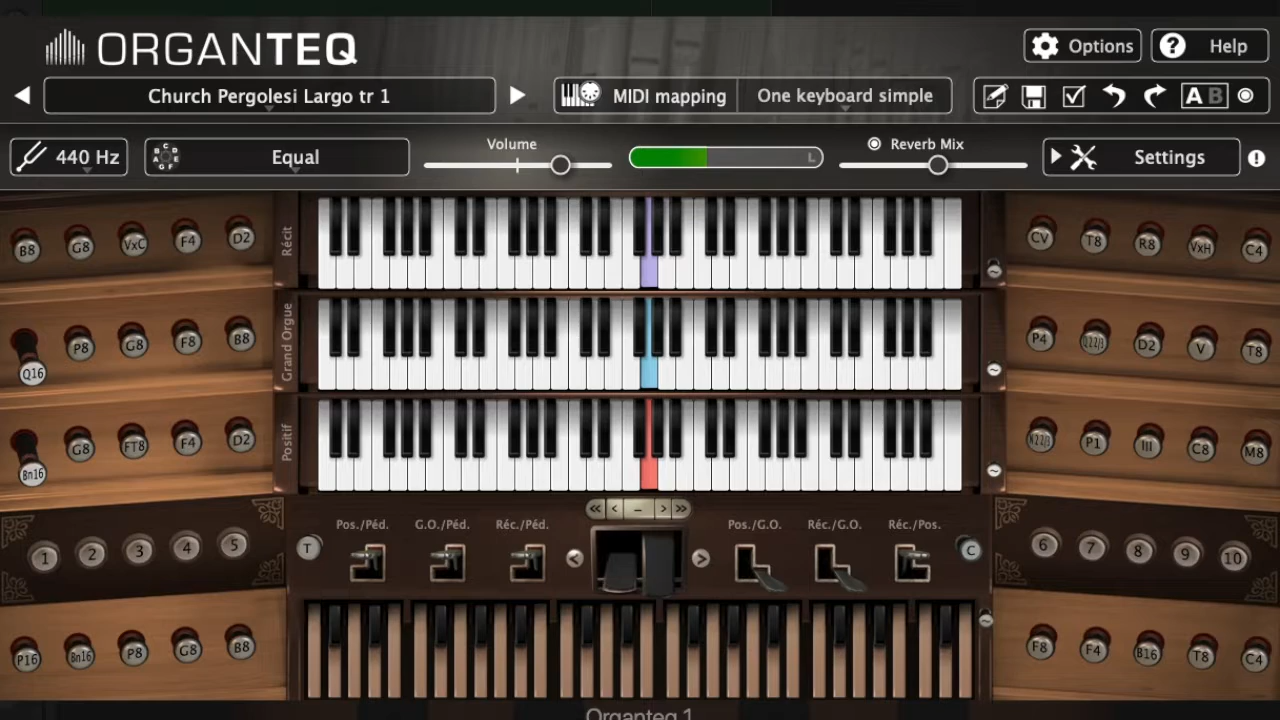 ORGANTEQ
Options
Help
Church Pergolesi Largo tr 1
MIDI mapping
One keyboard simple
A B
440 Hz
Equal
Volume
L
Reverb Mix
Settings
B8 G8 VxC F4 D2
Récit
CV T8 R8 VxH C4
Q16 P8 G8 F8 B8
Grand Orgue
P4 Q22/3 D2 V T8
Bn16 G8 FT8 F4 D2
Positif
N22/3 P1 III C8 M8
Pos./Péd. G.O./Péd. Réc./Péd.
Pos./G.O. Réc./G.O. Réc./Pos.
1 2 3 4 5
T
C
6 7 8 9 10
P16 Bn16 P8 G8 B8
F8 F4 B16 T8 C4
Organteq 1